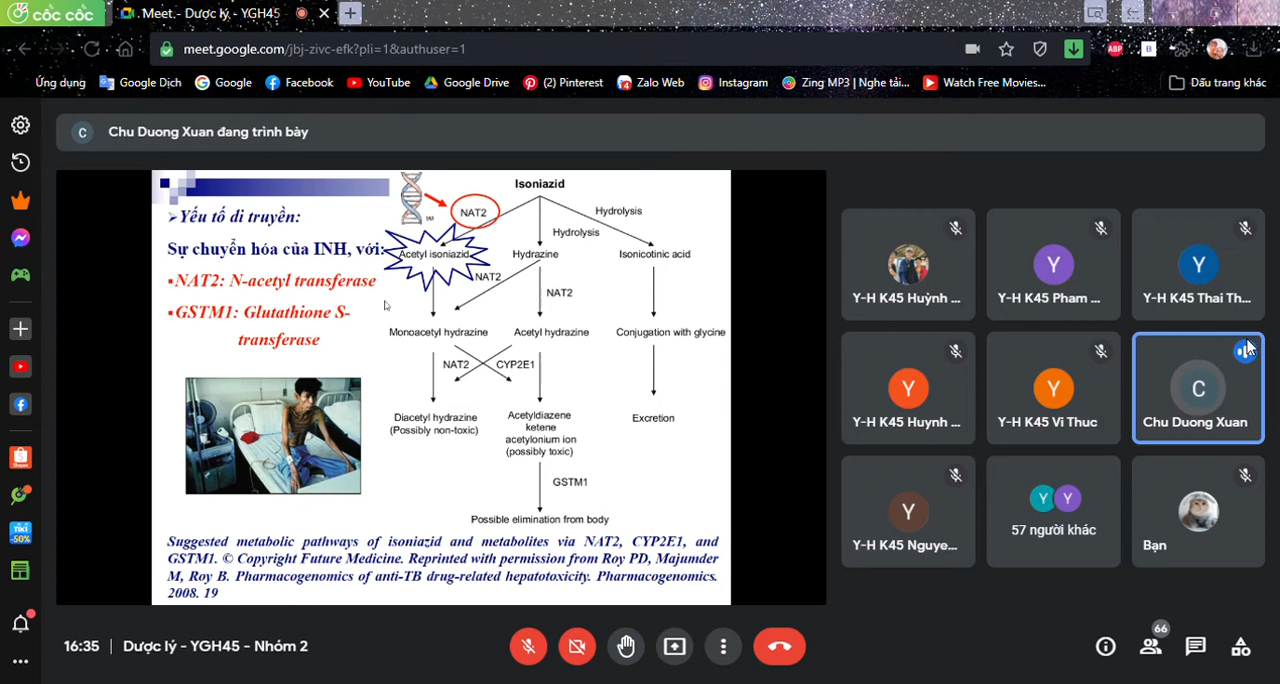 cốc cốc
Meet - Dược lý - YGH45
meet.google.com/jbj-zivc-efk?pli=1&authuser=1
ABP
B
Ứng dụng
Google Dịch
Google
Facebook
YouTube
Google Drive
(2) Pinterest
Zalo Web
Instagram
Zing MP3 | Nghe tải...
Watch Free Movies...
Dấu trang khác
C
Chu Duong Xuan đang trình bày
➢Yếu tố di truyền:
Sự chuyển hóa của INH, với:
▪NAT2: N-acetyl transferase
▪GSTM1: Glutathione S-
transferase
Isoniazid
NAT2
Hydrolysis
Hydrolysis
Acetyl isoniazid
Hydrazine
Isonicotinic acid
NAT2
NAT2
Monoacetyl hydrazine
Acetyl hydrazine
Conjugation with glycine
NAT2
CYP2E1
Diacetyl hydrazine
(Possibly non-toxic)
Acetyldiazene
ketene
acetylonium ion
(possibly toxic)
Excretion
GSTM1
Possible elimination from body
Suggested metabolic pathways of isoniazid and metabolites via NAT2, CYP2E1, and
GSTM1. © Copyright Future Medicine. Reprinted with permission from Roy PD, Majumder
M, Roy B. Pharmacogenomics of anti-TB drug-related hepatotoxicity. Pharmacogenomics.
2008. 19
Y-H K45 Huỳnh ...
Y
Y-H K45 Pham ...
Y
Y-H K45 Thai Th...
Y
Y-H K45 Huynh ...
Y
Y-H K45 Vi Thuc
C
Chu Duong Xuan
Y
Y-H K45 Nguye...
Y Y
57 người khác
Bạn
Shopee
TIKI
-50%
16:35
Dược lý - YGH45 - Nhóm 2
66